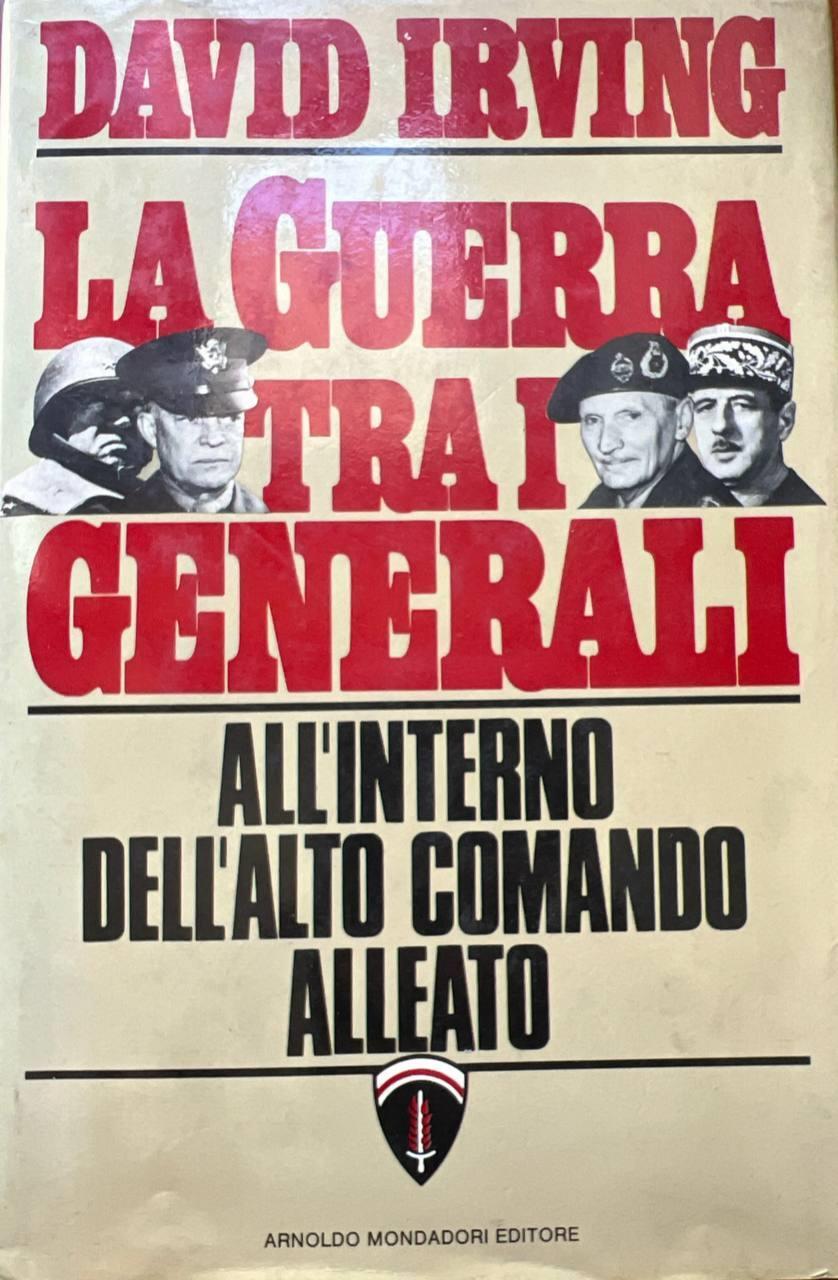 DAVID IRVING
LA GUERRA
TRA I
GENERALI
ALL'INTERNO
DELL'ALTO COMANDO
ALLEATO
ARNOLDO MONDADORI EDITORE